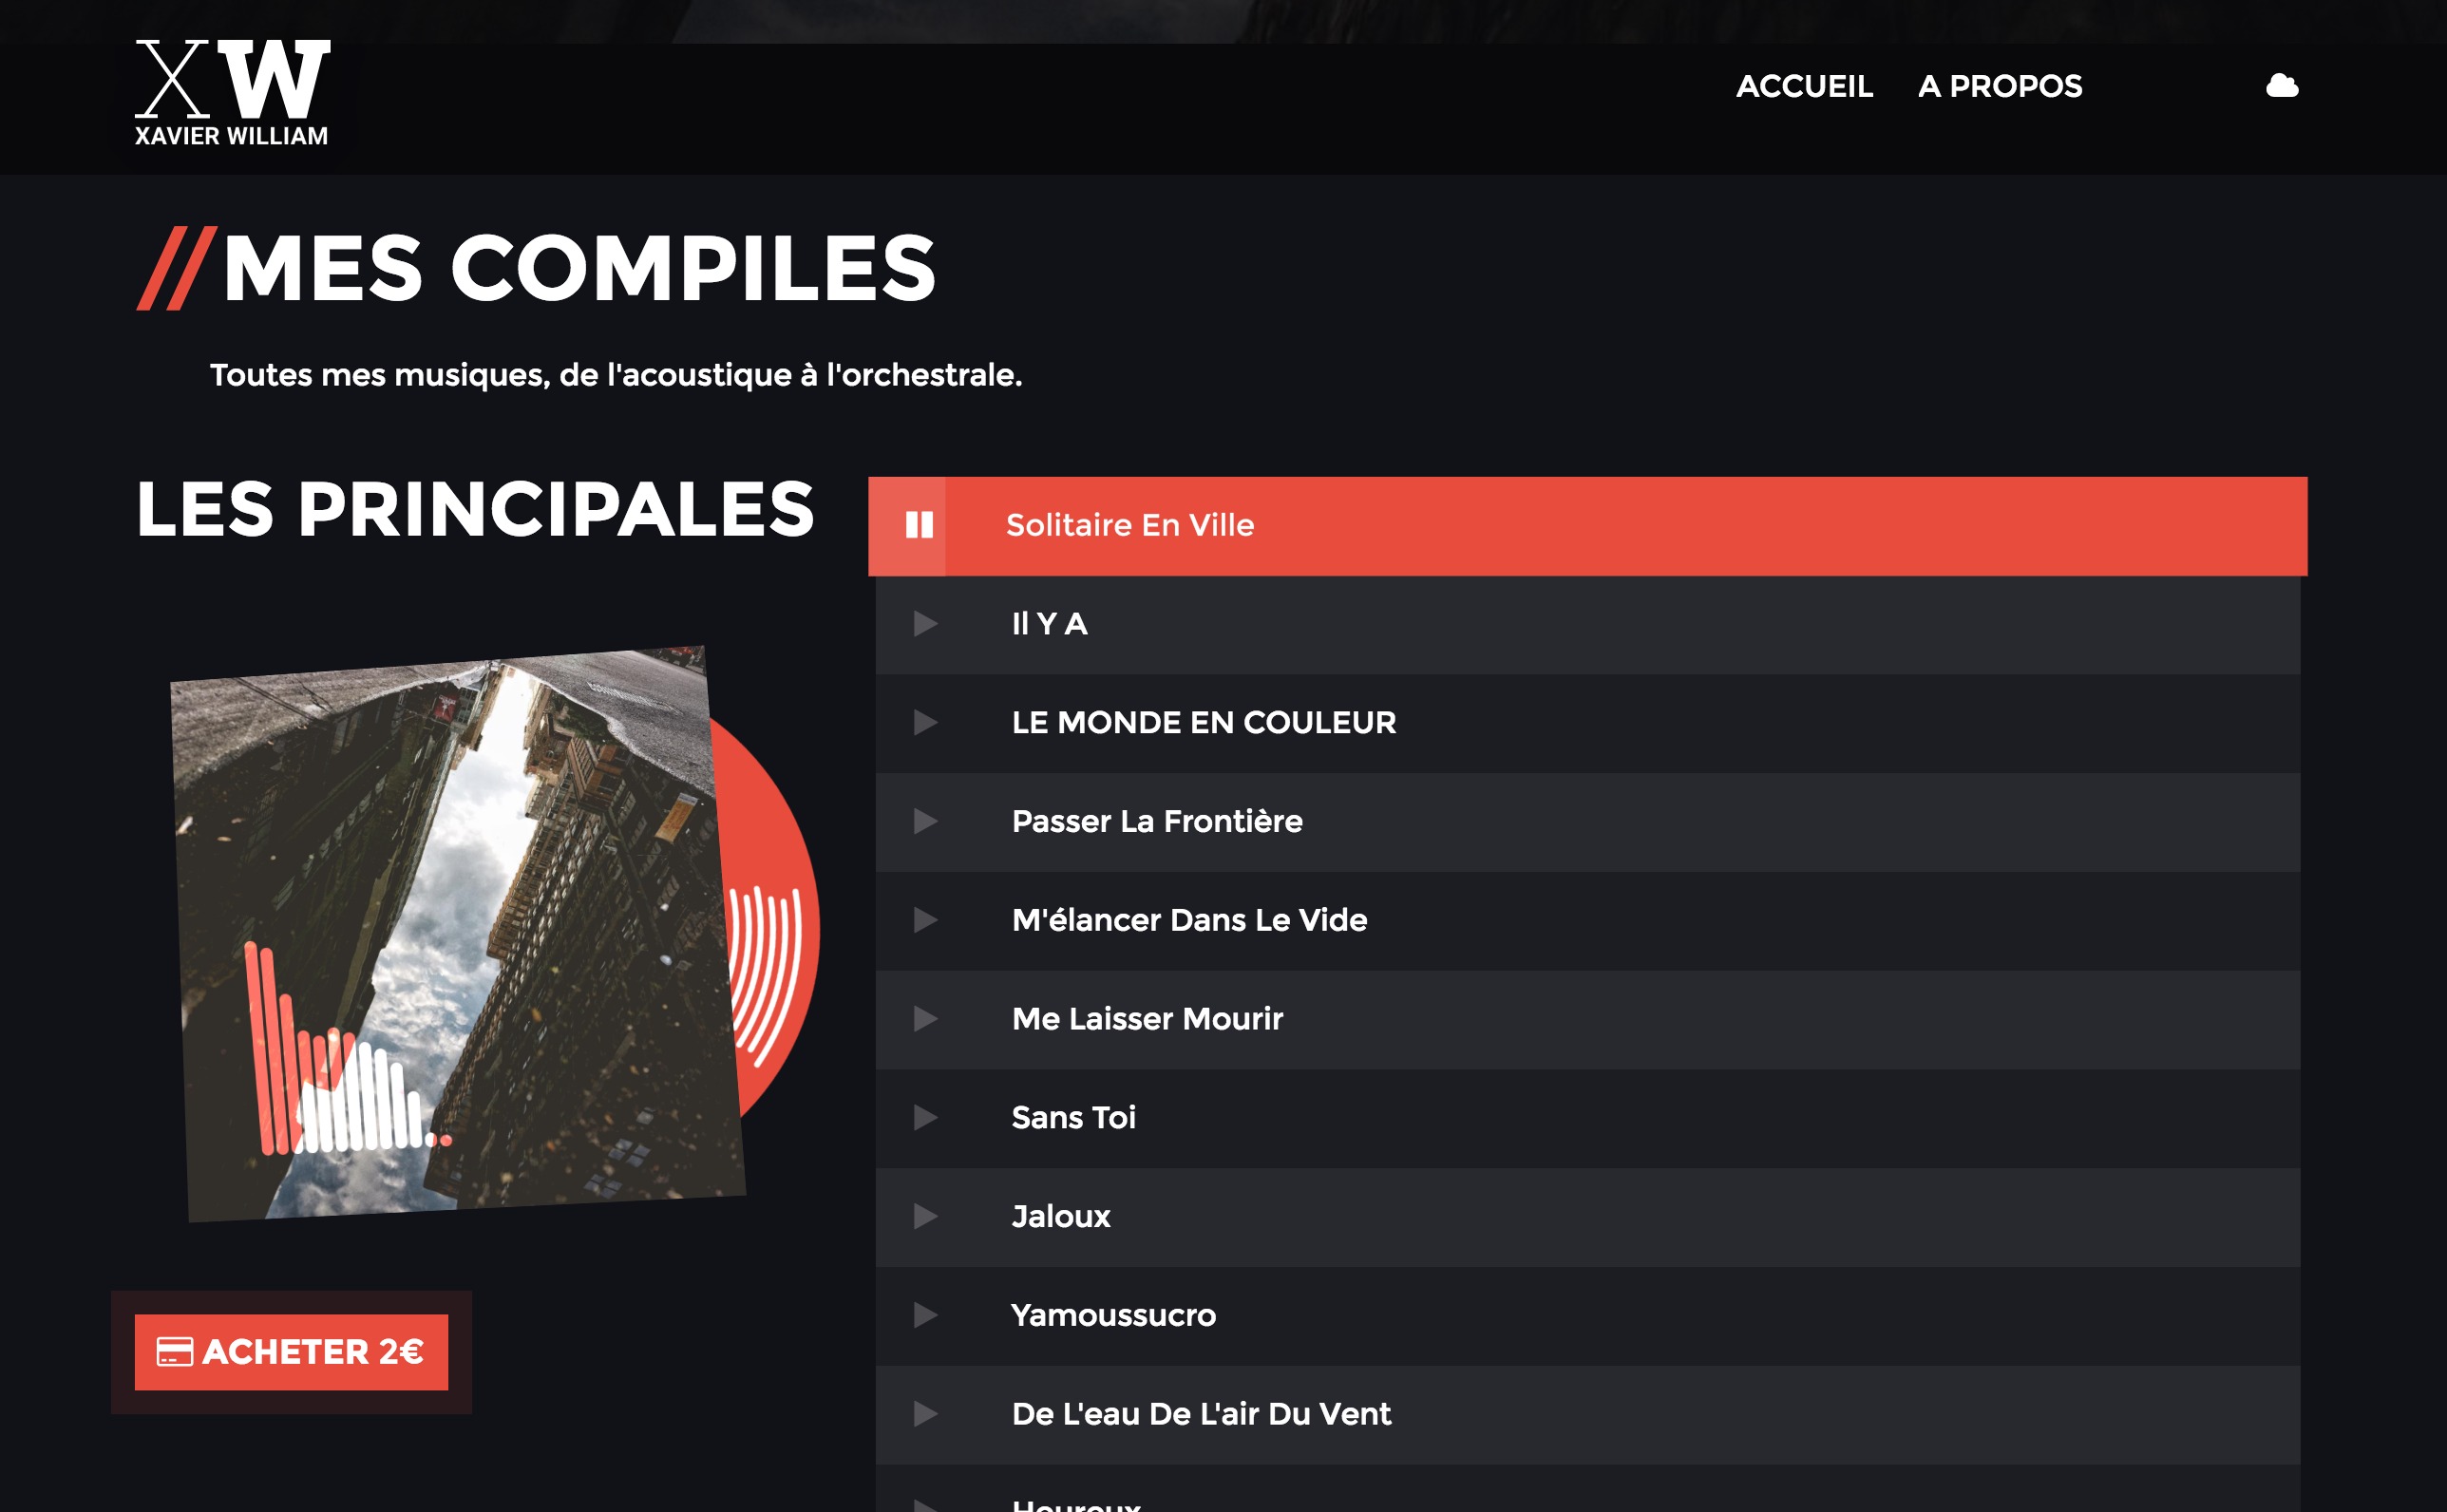 XW
XAVIER WILLIAM
ACCUEIL
A PROPOS
//MES COMPILES
Toutes mes musiques, de l'acoustique à l'orchestrale.
LES PRINCIPALES
Solitaire En Ville
Il Y A
LE MONDE EN COULEUR
Passer La Frontière
M'élancer Dans Le Vide
Me Laisser Mourir
Sans Toi
Jaloux
Yamoussucro
De L'eau De L'air Du Vent
ACHETER 2€